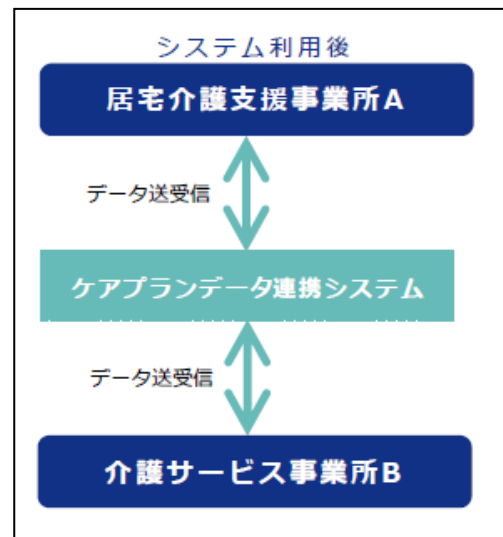 システム利用後
居宅介護支援事業所A
データ送受信
ケアプランデータ連携システム
データ送受信
介護サービス事業所B